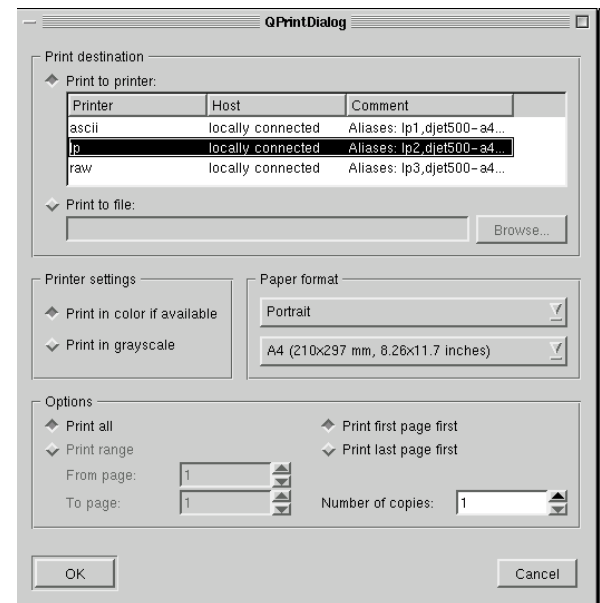 QPrintDialog
Print destination
Print to printer:
Printer Host Comment
ascii locally connected Aliases: lp1,djet500-a4...
lp locally connected Aliases: lp2,djet500-a4...
raw locally connected Aliases: lp3,djet500-a4...
Print to file:
Browse...
Printer settings
Print in color if available
Print in grayscale
Paper format
Portrait
A4 (210x297 mm, 8.26x11.7 inches)
Options
Print all
Print range
From page: 1
To page: 1
Print first page first
Print last page first
Number of copies: 1
OK
Cancel